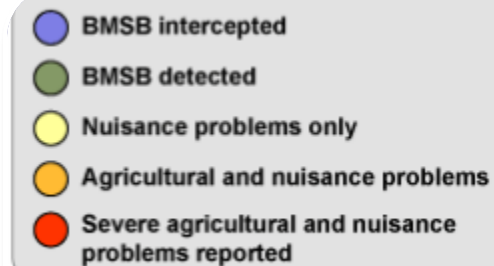 BMSB intercepted
BMSB detected
Nuisance problems only
Agricultural and nuisance problems
Severe agricultural and nuisance
problems reported